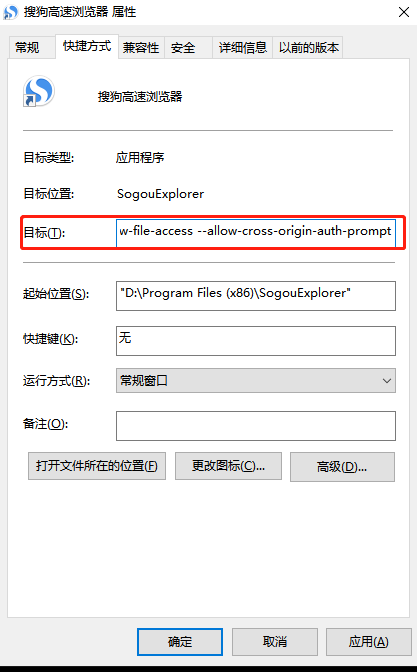 搜狗高速浏览器 属性
常规 快捷方式 兼容性 安全 详细信息 以前的版本
搜狗高速浏览器
目标类型: 应用程序
目标位置: SogouExplorer
目标(T): w-file-access --allow-cross-origin-auth-prompt
起始位置(S): "D:\Program Files (x86)\SogouExplorer"
快捷键(K): 无
运行方式(R): 常规窗口
备注(O):
打开文件所在的位置(F) 更改图标(C)... 高级(D)...
确定 取消 应用(A)